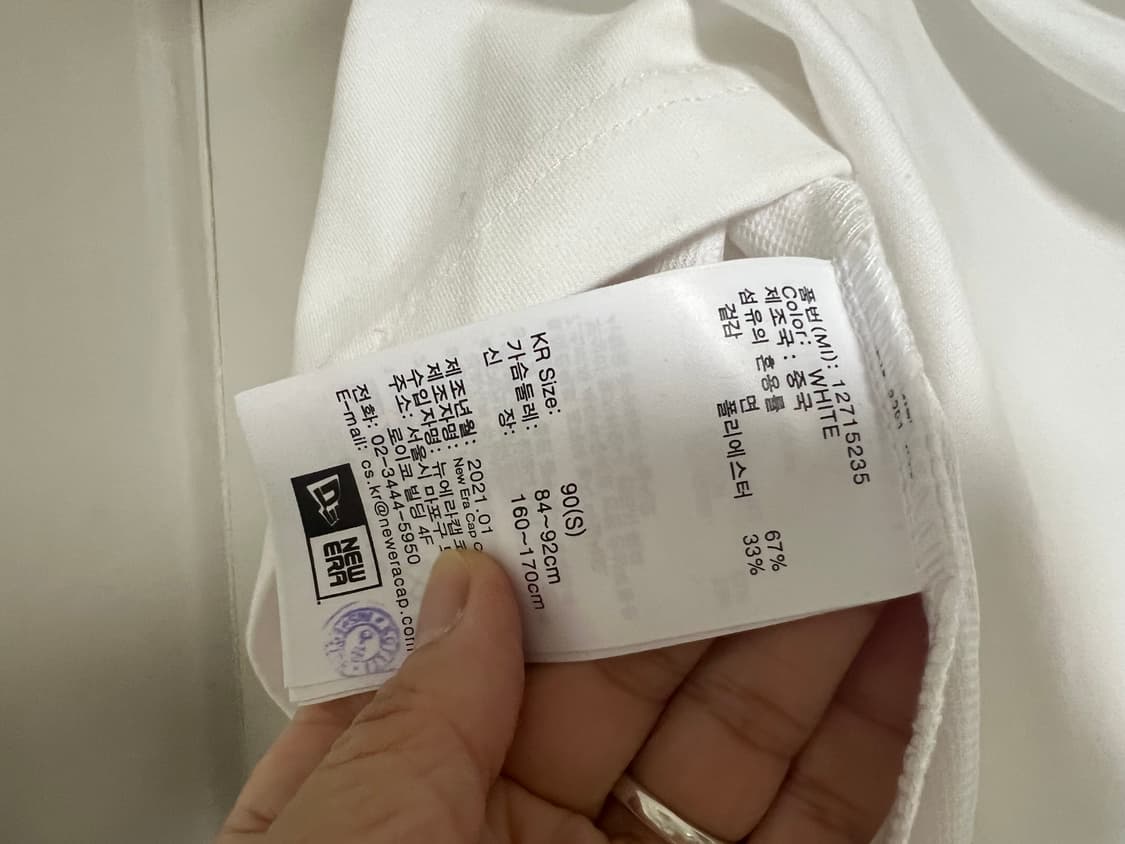 품번(MI): 12715235
Color: WHITE
제조국: 중국
섬유의 혼용률
겉감 면 67%
폴리에스터 33%
KR Size: 90(S)
가슴둘레: 84~92cm
신 장: 160~170cm
제조년월: 2021.01
제조자명: New Era Cap
수입자명: 뉴에라캡
주소: 서울시 마포구
로이코 빌딩 4F
전화: 02-3444-5950
E-mail: cs.kr@neweracap.com
NEW
ERA